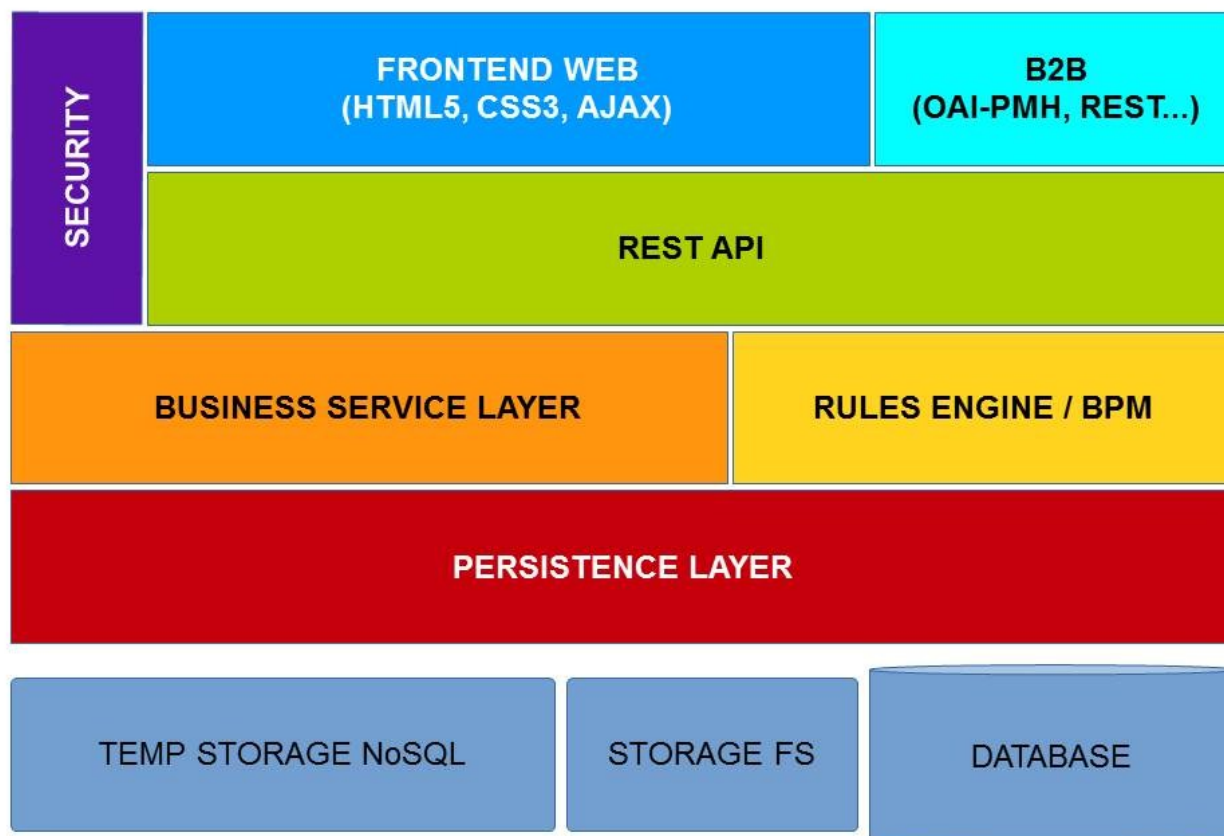 SECURITY
FRONTEND WEB
(HTML5, CSS3, AJAX)
B2B
(OAI-PMH, REST...)
REST API
BUSINESS SERVICE LAYER
RULES ENGINE / BPM
PERSISTENCE LAYER
TEMP STORAGE NoSQL
STORAGE FS
DATABASE